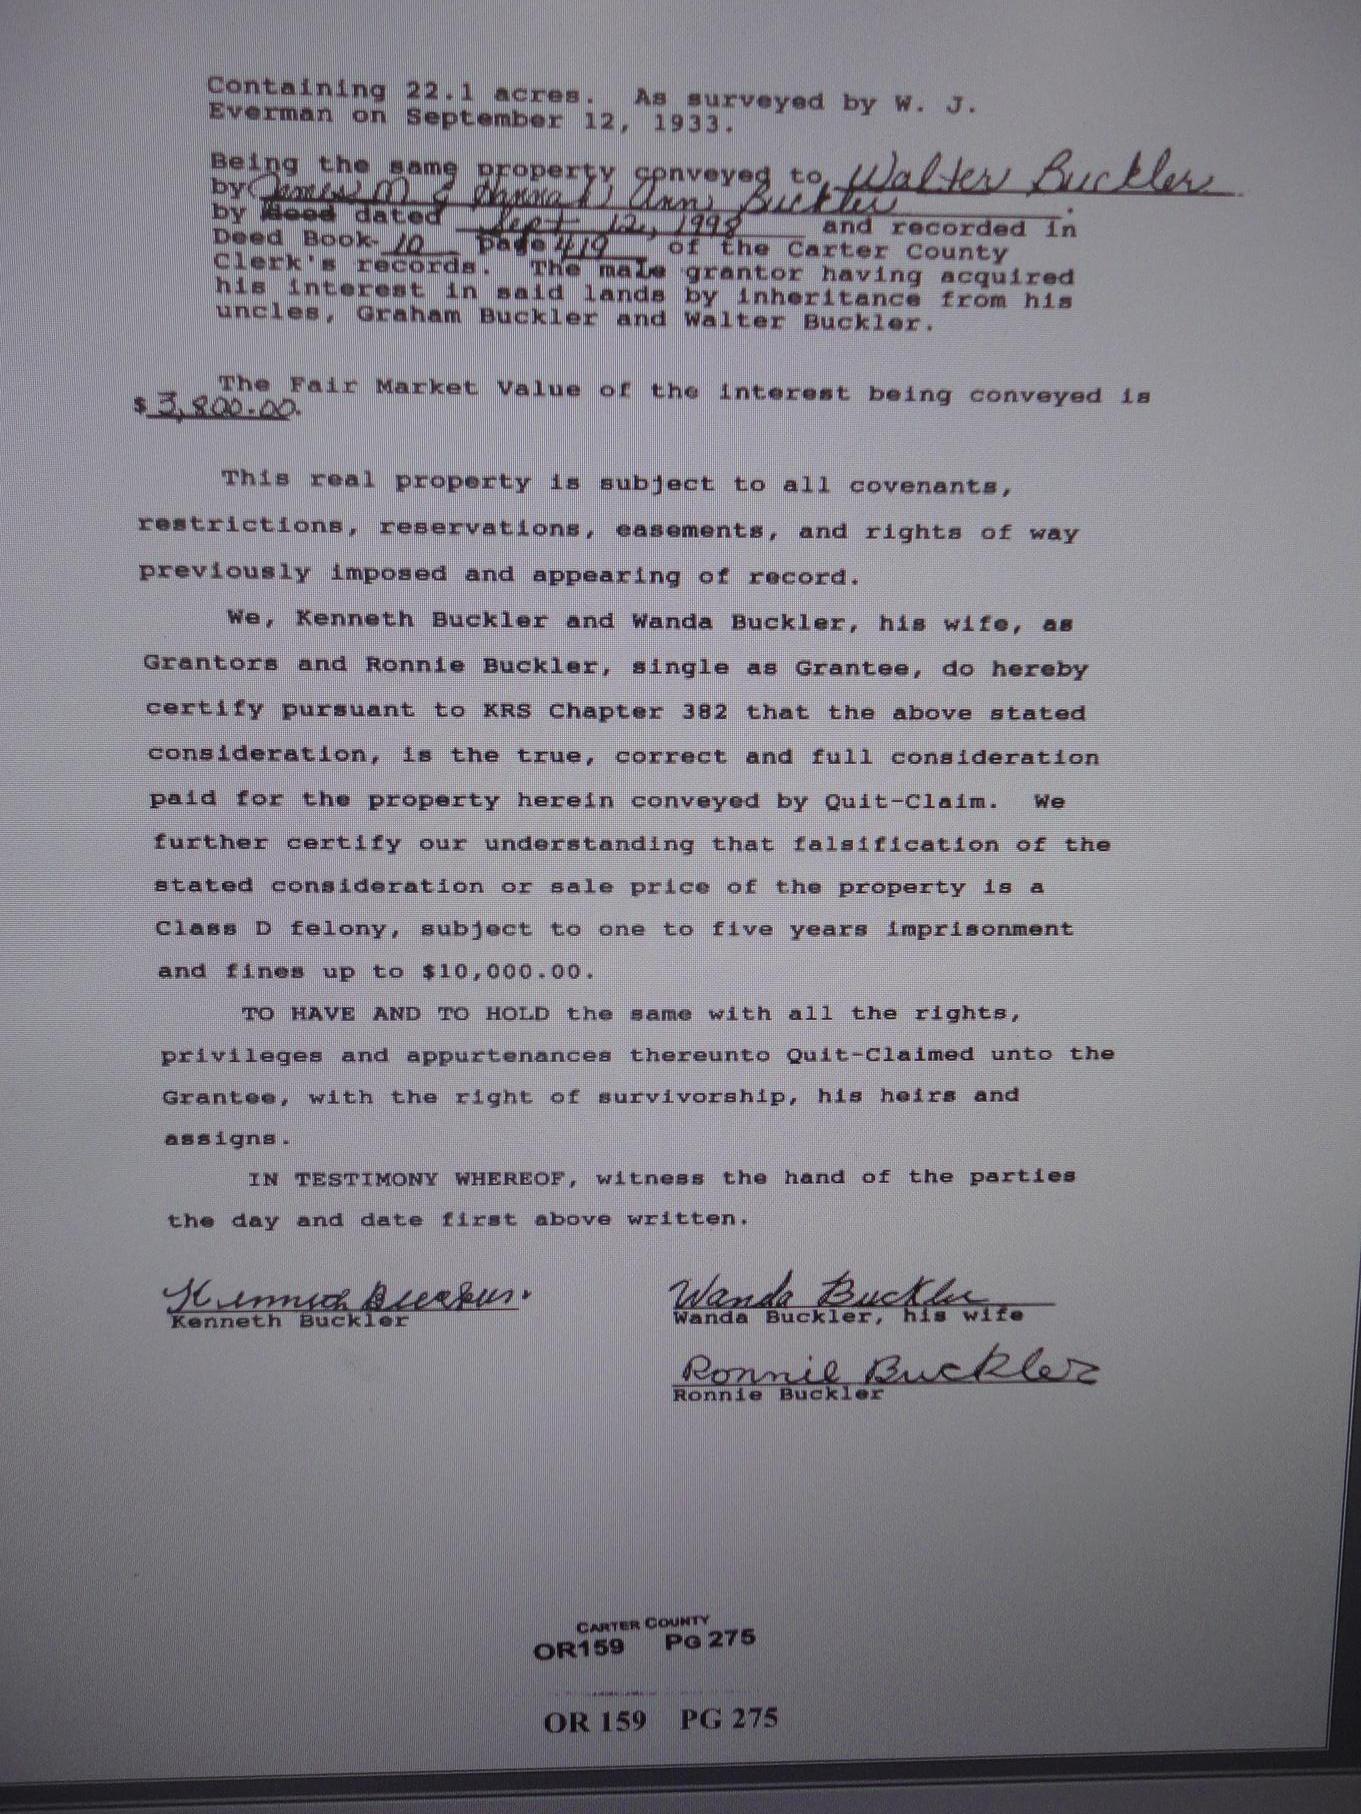 Containing 22.1 acres. As surveyed by W. J.
Everman on September 12, 1933.
Being the same property conveyed to Walter Buckler
by James M & Hannah Ann Buckler.
by dated Sept 12, 1998 and recorded in
Deed Book 10 page 419 of the Carter County
Clerk's records. The male grantor having acquired
his interest in said lands by inheritance from his
uncles, Graham Buckler and Walter Buckler.
The Fair Market Value of the interest being conveyed is
$3,800.00.
This real property is subject to all covenants,
restrictions, reservations, easements, and rights of way
previously imposed and appearing of record.
We, Kenneth Buckler and Wanda Buckler, his wife, as
Grantors and Ronnie Buckler, single as Grantee, do hereby
certify pursuant to KRS Chapter 382 that the above stated
consideration, is the true, correct and full consideration
paid for the property herein conveyed by Quit-Claim. We
further certify our understanding that falsification of the
stated consideration or sale price of the property is a
Class D felony, subject to one to five years imprisonment
and fines up to $10,000.00.
TO HAVE AND TO HOLD the same with all the rights,
privileges and appurtenances thereunto Quit-Claimed unto the
Grantee, with the right of survivorship, his heirs and
assigns.
IN TESTIMONY WHEREOF, witness the hand of the parties
the day and date first above written.
Kenneth Buckler. Wanda Buckler
Kenneth Buckler Wanda Buckler, his wife
Ronnie Buckler
Ronnie Buckler
CARTER COUNTY
OR159 PG 275
OR 159 PG 275